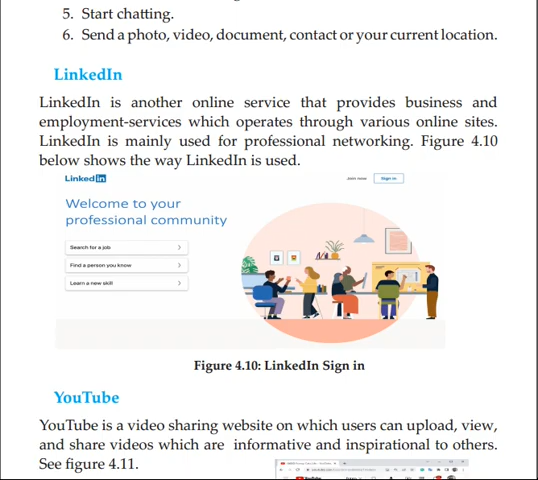 5. Start chatting.
6. Send a photo, video, document, contact or your current location.
LinkedIn
LinkedIn is another online service that provides business and
employment-services which operates through various online sites.
LinkedIn is mainly used for professional networking. Figure 4.10
below shows the way LinkedIn is used.
Linked in
Join now
Sign in
Welcome to your
professional community
Search for a job
Find a person you know
Learn a new skill
Figure 4.10: LinkedIn Sign in
YouTube
YouTube is a video sharing website on which users can upload, view,
and share videos which are informative and inspirational to others.
See figure 4.11.
YouTube